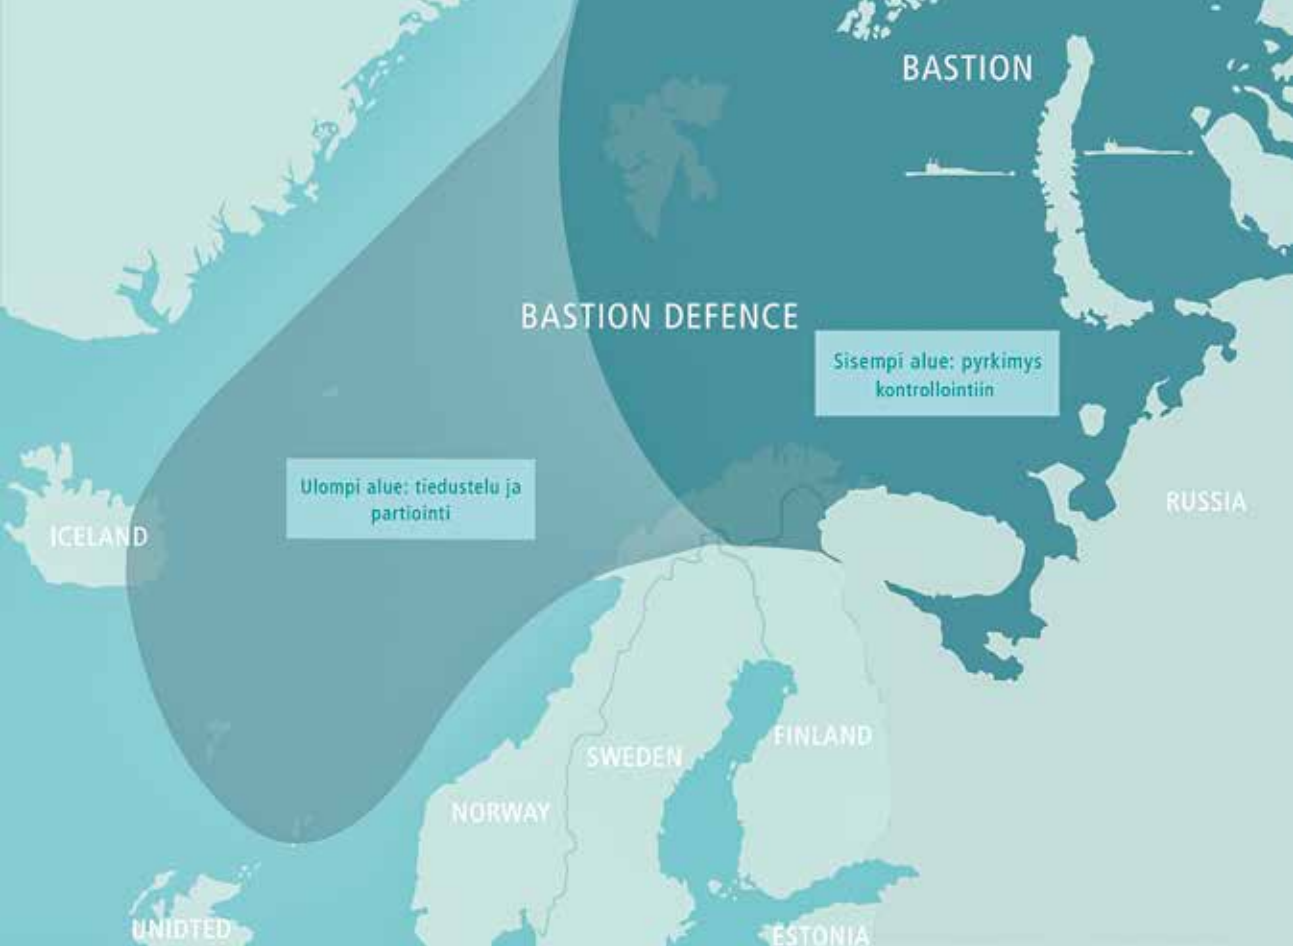 BASTION
BASTION DEFENCE
Sisempi alue: pyrkimys
kontrollointiin
Ulompi alue: tiedustelu ja
partiointi
RUSSIA
ICELAND
FINLAND
SWEDEN
NORWAY
UNIDTED
ESTONIA